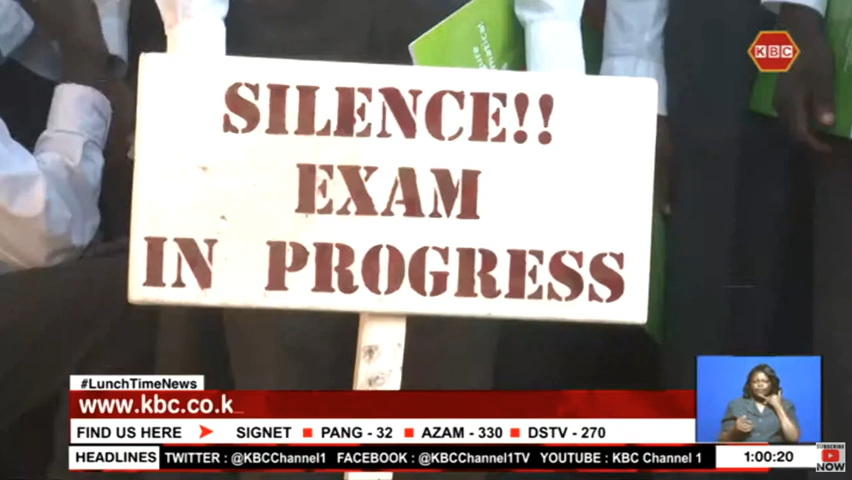 KBC
SILENCE!!
EXAM
IN PROGRESS
#LunchTimeNews
www.kbc.co.k
FIND US HERE SIGNET PANG - 32 AZAM - 330 DSTV - 270
HEADLINES TWITTER : @KBCChannel1 FACEBOOK : @KBCChannel1TV YOUTUBE : KBC Channel 1 1:00:20
SUBSCRIBE
NOW